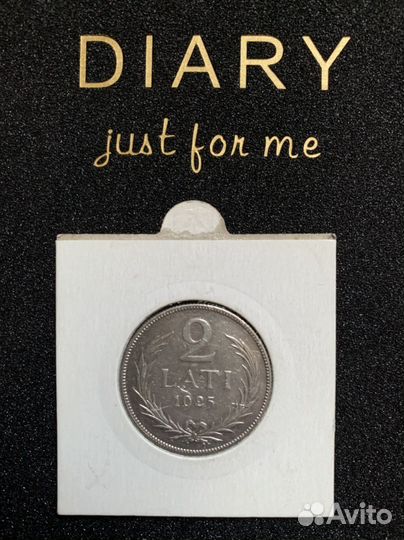 DIARY
just for me
2
LATI
1925
Avito